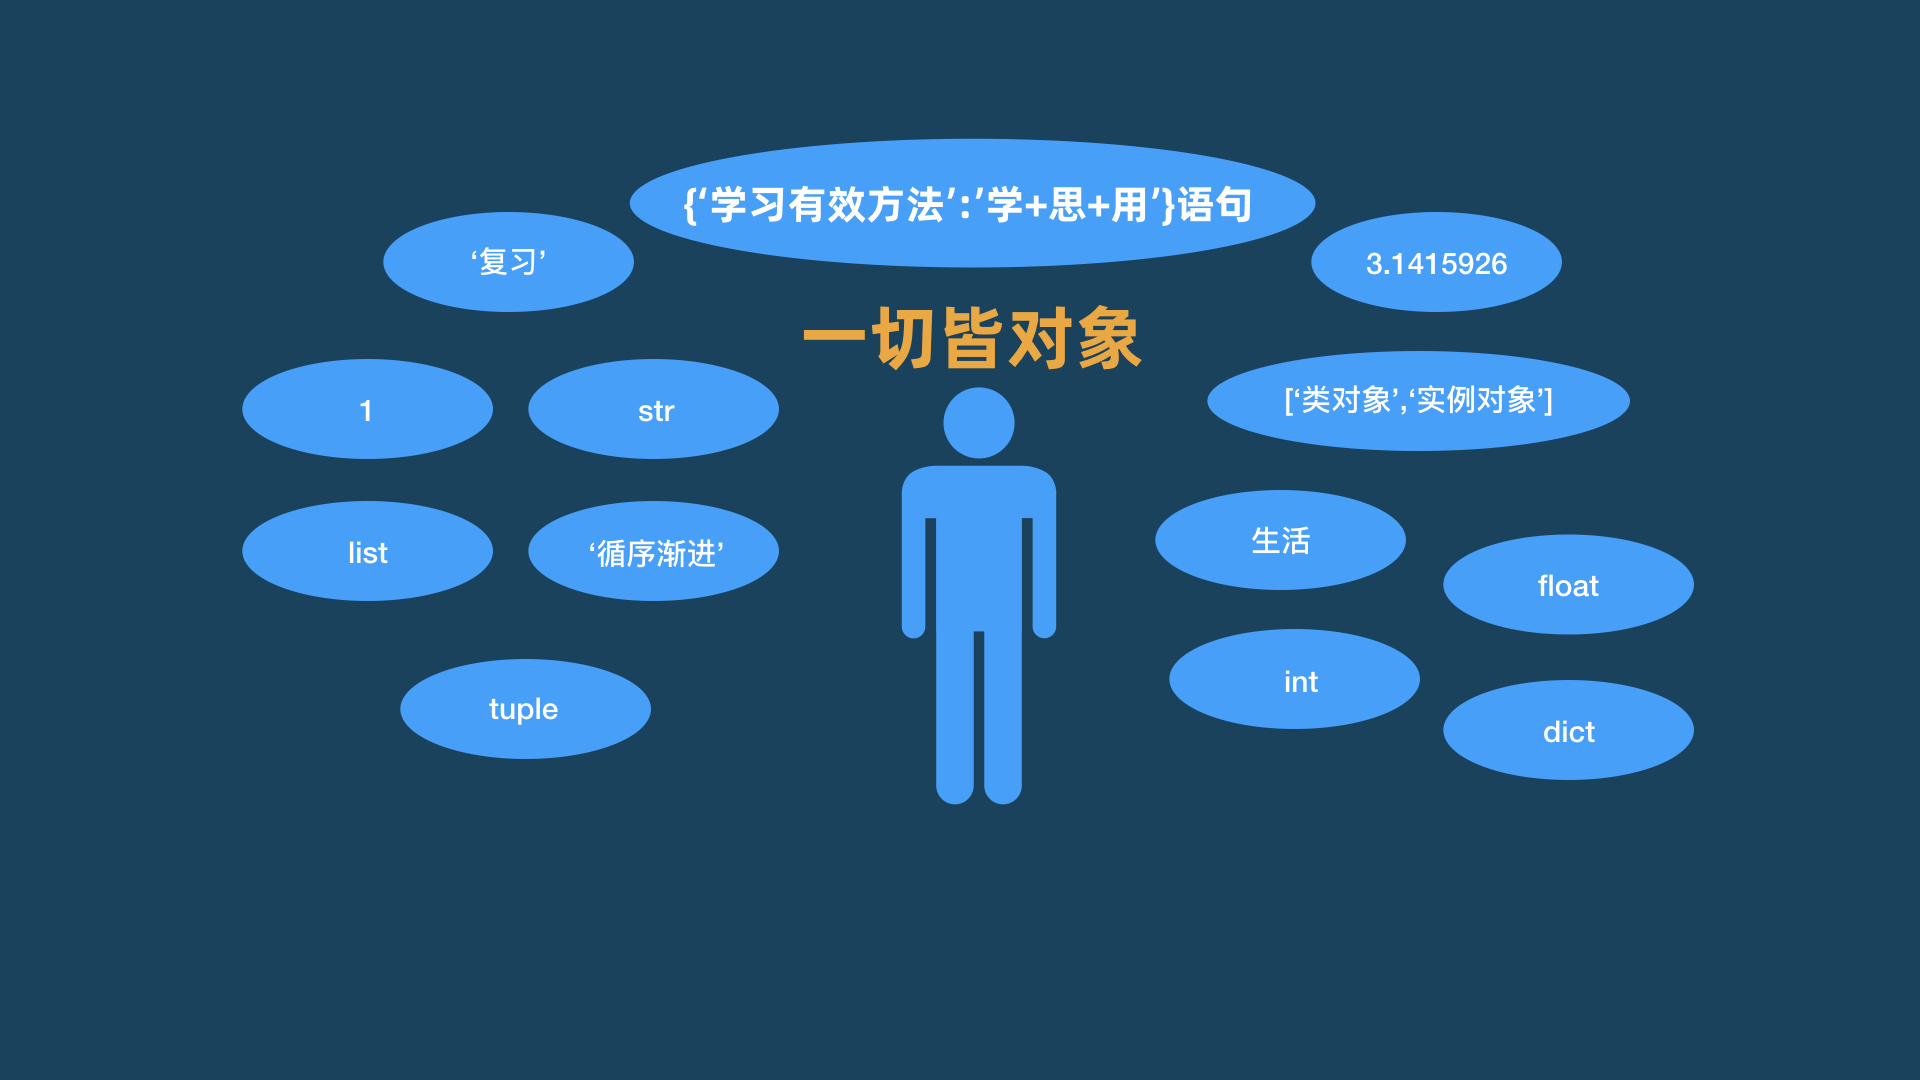 {‘学习有效方法’:’学+思+用’}语句
‘复习’
3.1415926
一切皆对象
1
str
[‘类对象’,‘实例对象’]
list
‘循序渐进’
生活
float
int
tuple
dict